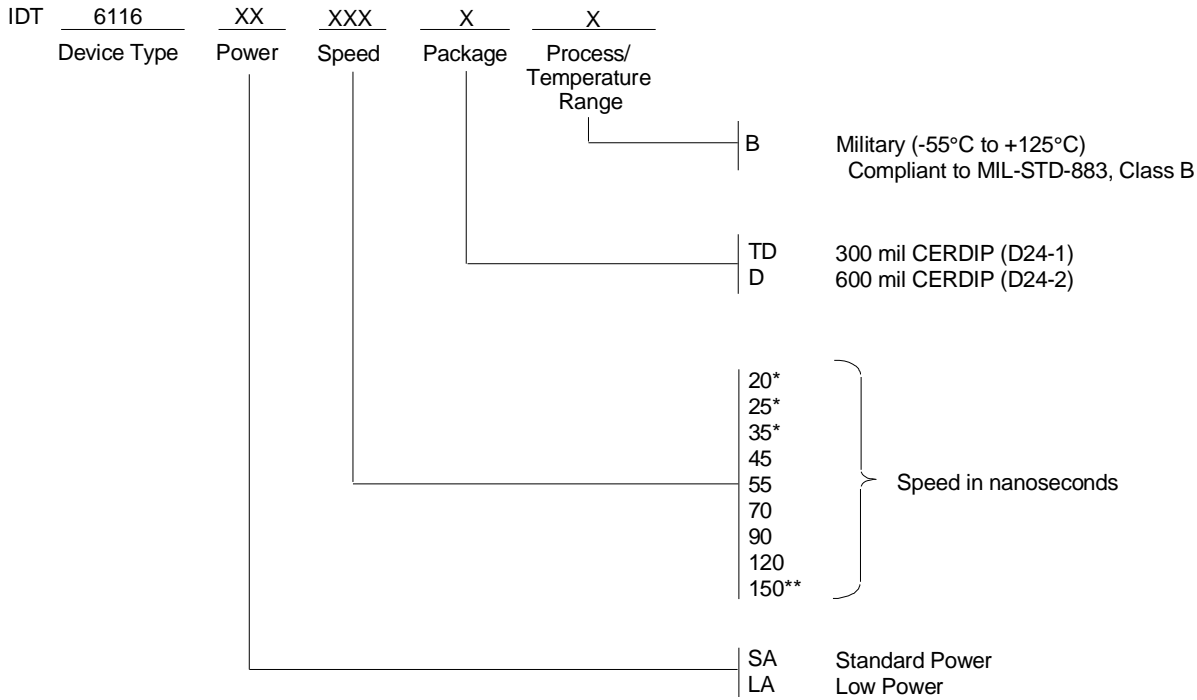 IDT 6116 XX XXX X X
Device Type Power Speed Package Process/
Temperature
Range
B Military (-55°C to +125°C)
Compliant to MIL-STD-883, Class B
TD 300 mil CERDIP (D24-1)
D 600 mil CERDIP (D24-2)
20*
25*
35*
45
55 Speed in nanoseconds
70
90
120
150**
SA Standard Power
LA Low Power